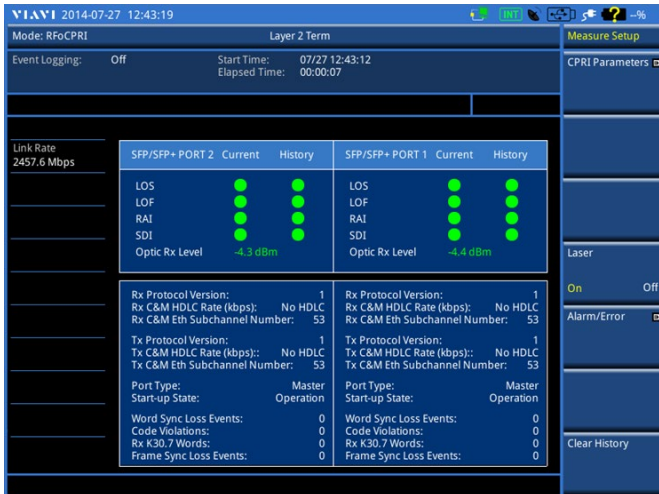 VIAVI 2014-07-27 12:43:19 INT --%
Mode: RFoCPRI Layer 2 Term Measure Setup
Event Logging: Off Start Time: 07/27 12:43:12
Elapsed Time: 00:00:07
CPRI Parameters
Link Rate
2457.6 Mbps
SFP/SFP+ PORT 2 Current History
LOS
LOF
RAI
SDI
Optic Rx Level -4.3 dBm
SFP/SFP+ PORT 1 Current History
LOS
LOF
RAI
SDI
Optic Rx Level -4.4 dBm
Rx Protocol Version: 1
Rx C&M HDLC Rate (kbps): No HDLC
Rx C&M Eth Subchannel Number: 53
Tx Protocol Version: 1
Tx C&M HDLC Rate (kbps):: No HDLC
Tx C&M Eth Subchannel Number: 53
Port Type: Master
Start-up State: Operation
Word Sync Loss Events: 0
Code Violations: 0
Rx K30.7 Words: 0
Frame Sync Loss Events: 0
Rx Protocol Version: 1
Rx C&M HDLC Rate (kbps): No HDLC
Rx C&M Eth Subchannel Number: 53
Tx Protocol Version: 1
Tx C&M HDLC Rate (kbps):: No HDLC
Tx C&M Eth Subchannel Number: 53
Port Type: Master
Start-up State: Operation
Word Sync Loss Events: 0
Code Violations: 0
Rx K30.7 Words: 0
Frame Sync Loss Events: 0
Laser
On Off
Alarm/Error
Clear History